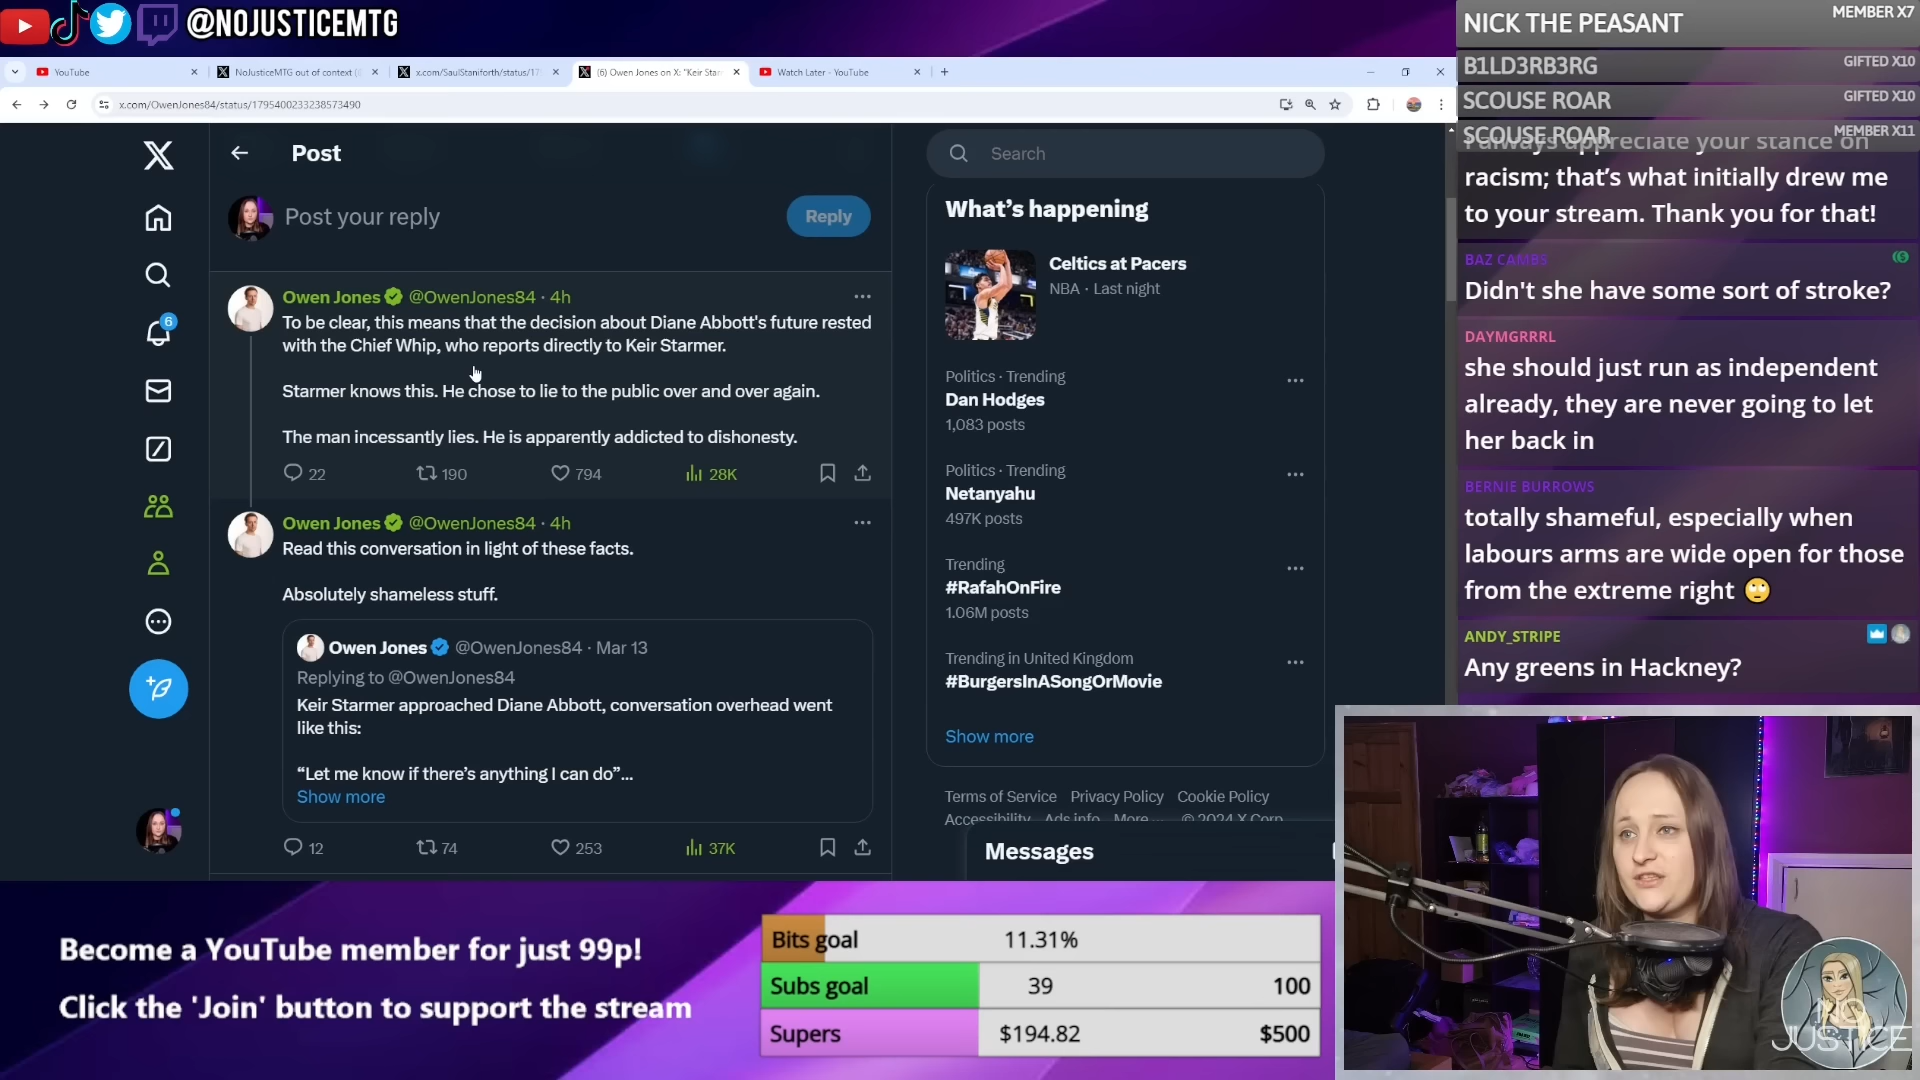 @NOJUSTICEMTG
YouTube
NoJusticeMTG out of context (
x.com/SaulStaniforth/status/17
(6) Owen Jones on X: "Keir Star
Watch Later - YouTube
x.com/OwenJones84/status/1795400233238573490
Post
Post your reply
Reply
Owen Jones @OwenJones84 · 4h
To be clear, this means that the decision about Diane Abbott's future rested
with the Chief Whip, who reports directly to Keir Starmer.
Starmer knows this. He chose to lie to the public over and over again.
The man incessantly lies. He is apparently addicted to dishonesty.
22 190 794 28K
Owen Jones @OwenJones84 · 4h
Read this conversation in light of these facts.
Absolutely shameless stuff.
Owen Jones @OwenJones84 · Mar 13
Replying to @OwenJones84
Keir Starmer approached Diane Abbott, conversation overhead went
like this:
“Let me know if there’s anything I can do”...
Show more
12 74 253 37K
6
Search
What’s happening
Celtics at Pacers
NBA · Last night
Politics · Trending
Dan Hodges
1,083 posts
Politics · Trending
Netanyahu
497K posts
Trending
#RafahOnFire
1.06M posts
Trending in United Kingdom
#BurgersInASongOrMovie
Show more
Terms of Service Privacy Policy Cookie Policy
Accessibility Ads info More ... © 2024 X Corp.
Messages
NICK THE PEASANT MEMBER X7
B1LD3RB3RG GIFTED X10
SCOUSE ROAR GIFTED X10
SCOUSE ROAR MEMBER X11
I always appreciate your stance on
racism; that’s what initially drew me
to your stream. Thank you for that!
BAZ CAMBS
Didn't she have some sort of stroke?
DAYMGRRRL
she should just run as independent
already, they are never going to let
her back in
BERNIE BURROWS
totally shameful, especially when
labours arms are wide open for those
from the extreme right 🙄
ANDY_STRIPE
Any greens in Hackney?
Become a YouTube member for just 99p!
Click the 'Join' button to support the stream
Bits goal 11.31%
Subs goal 39 100
Supers $194.82 $500
NO
JUSTICE